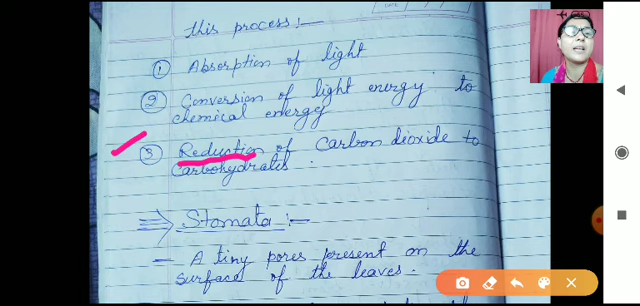 this process :-
① Absorption of light
② Conversion of light energy to
chemical energy
③ Reduction of Carbon dioxide to
Carbohydrates .
⇒ Stomata :-
- A tiny pores present on the
surface of the leaves.